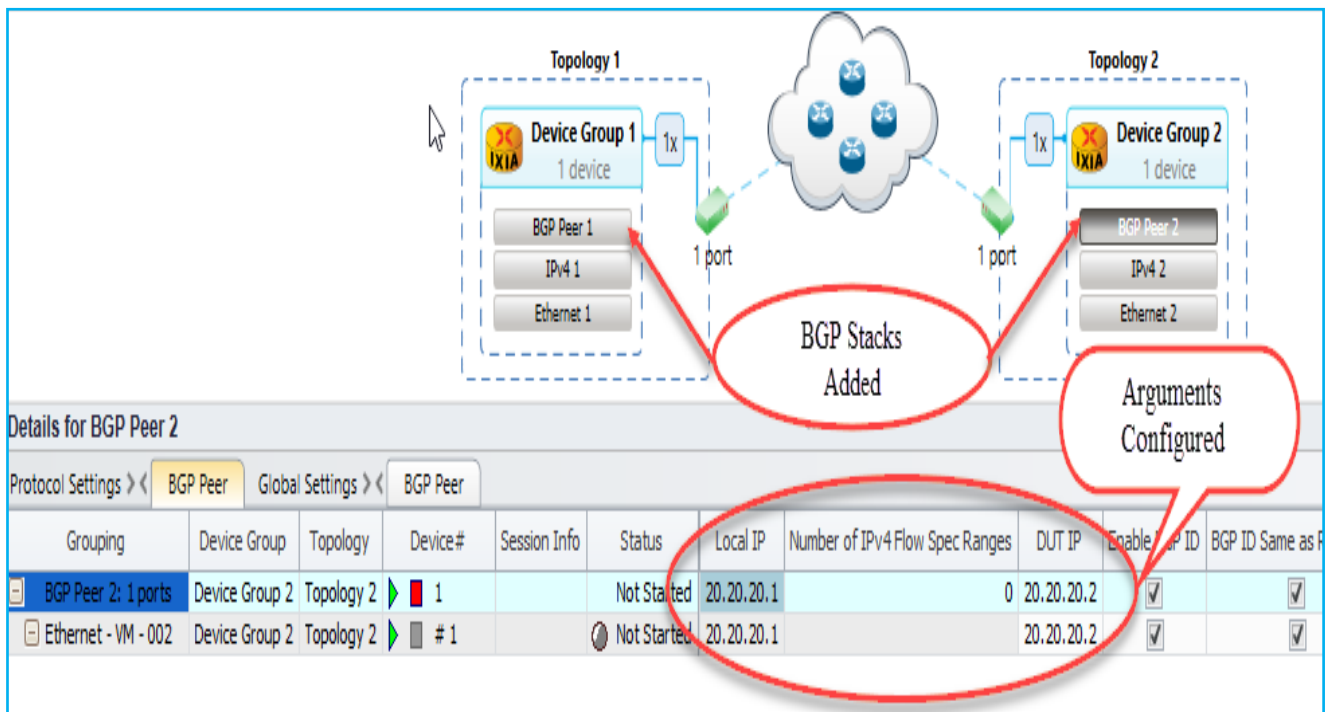 Topology 1
Topology 2
IXIA
Device Group 1
1 device
1x
1x
IXIA
Device Group 2
1 device
BGP Peer 1
IPv4 1
Ethernet 1
1 port
1 port
BGP Peer 2
IPv4 2
Ethernet 2
BGP Stacks
Added
Arguments
Configured
Details for BGP Peer 2
Protocol Settings
BGP Peer
Global Settings
BGP Peer
Grouping Device Group Topology Device# Session Info Status Local IP Number of IPv4 Flow Spec Ranges DUT IP Enable BGP ID BGP ID Same as R
BGP Peer 2: 1 ports Device Group 2 Topology 2 1 Not Started 20.20.20.1 0 20.20.20.2
Ethernet - VM - 002 Device Group 2 Topology 2 # 1 Not Started 20.20.20.1 20.20.20.2